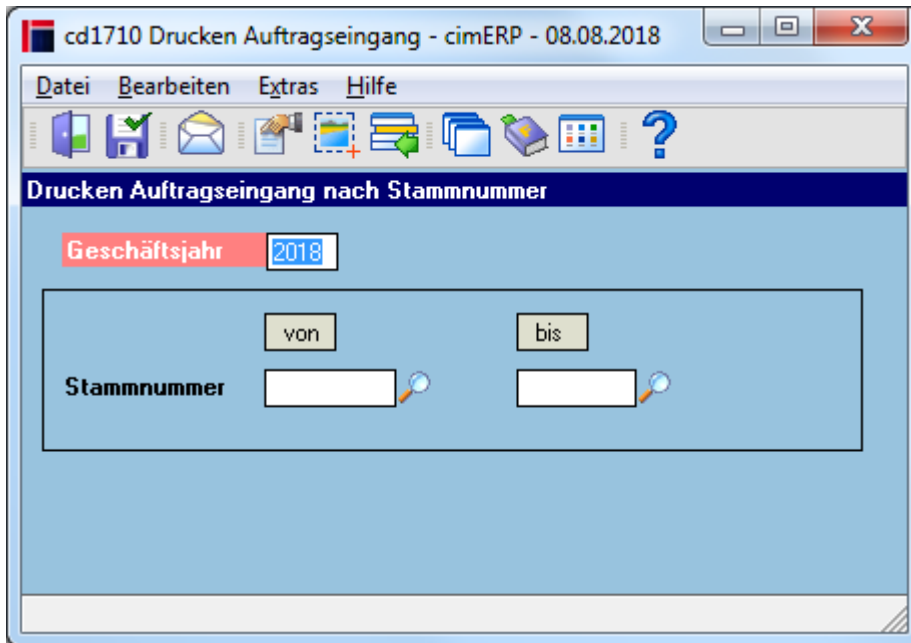 cd1710 Drucken Auftragseingang - cimERP - 08.08.2018
Datei Bearbeiten Extras Hilfe
Drucken Auftragseingang nach Stammnummer
Geschäftsjahr 2018
von bis
Stammnummer